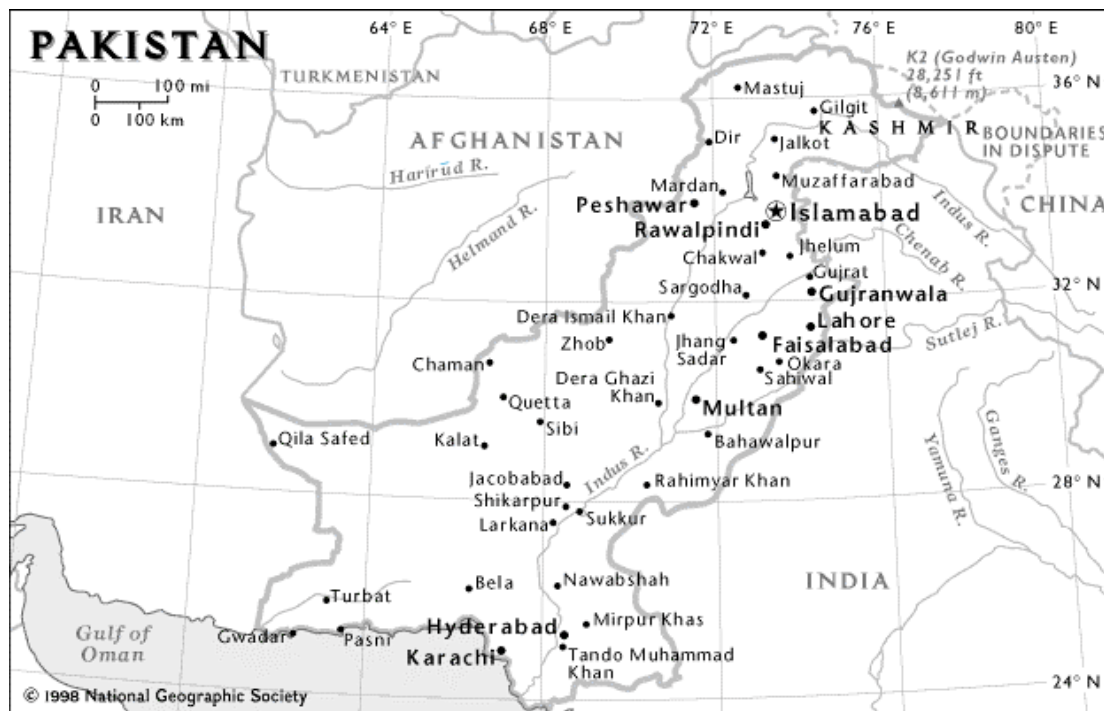 64° E
68° E
72° E
76° E
80° E
PAKISTAN
0 100 mi
0 100 km
TURKMENISTAN
K2 (Godwin Austen)
28,251 ft
(8,611 m)
36° N
Mastuj
Gilgit
KASHMIR
BOUNDARIES
IN DISPUTE
AFGHANISTAN
Dir
Jalkot
Harīrūd R.
Mardan
Muzaffarabad
IRAN
Peshawar
Islamabad
Indus R.
CHINA
Rawalpindi
Helmand R.
Chakwal
Jhelum
Chenab R.
Gujrat
32° N
Sargodha
Gujranwala
Dera Ismail Khan
Lahore
Sutlej R.
Zhob
Jhang
Sadar
Faisalabad
Chaman
Okara
Sahiwal
Dera Ghazi
Khan
Quetta
Multan
Sibi
Qila Safed
Kalat
Bahawalpur
Ganges R.
Yamuna R.
Indus R.
Jacobabad
Rahimyar Khan
28° N
Shikarpur
Sukkur
Larkana
Bela
Nawabshah
INDIA
Turbat
Gulf of
Oman
Gwadar
Pasni
Hyderabad
Mirpur Khas
Karachi
Tando Muhammad
Khan
24° N
© 1998 National Geographic Society